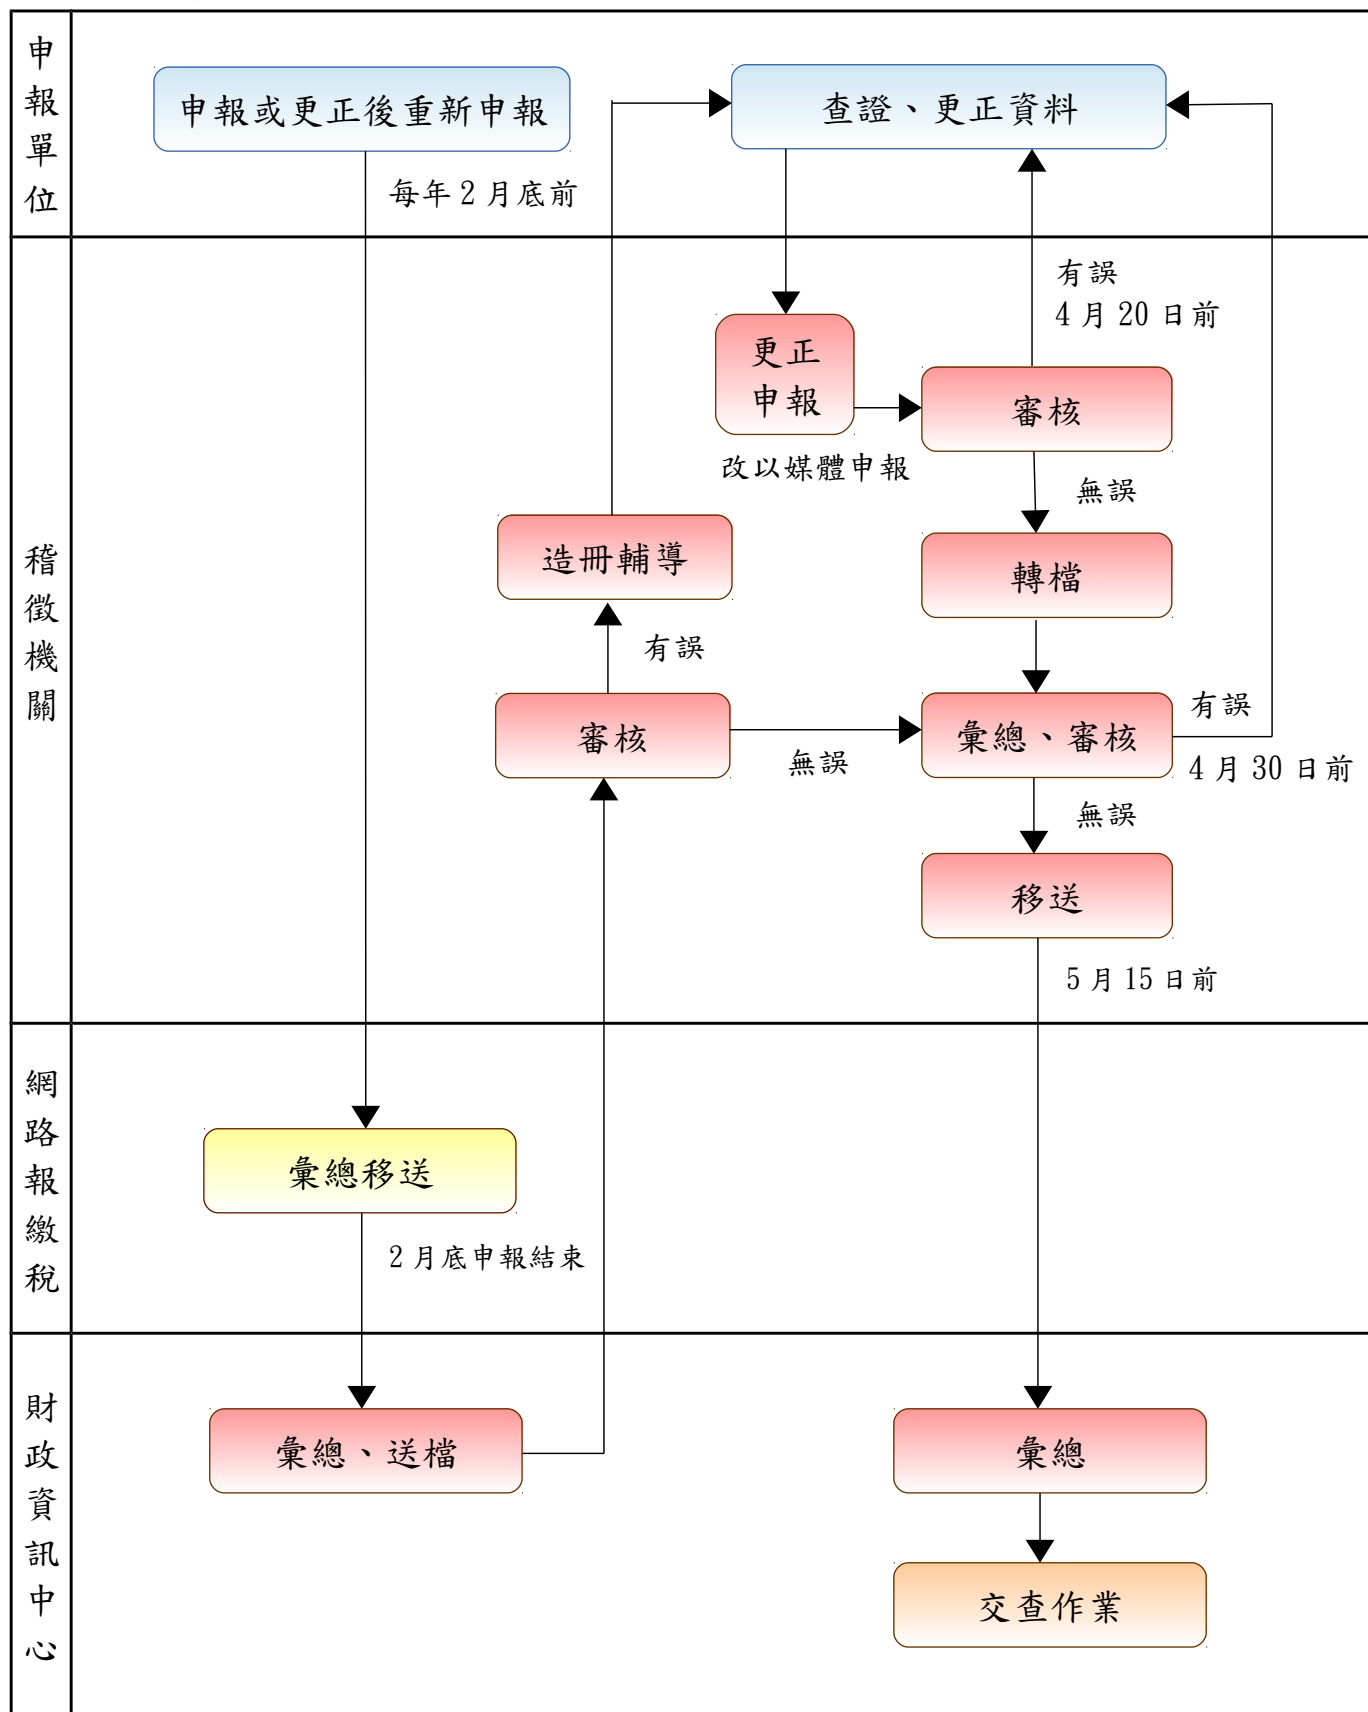 申報單位
申報或更正後重新申報
查證、更正資料
每年2月底前
稽徵機關
有誤
4月20日前
更正
申報
審核
改以媒體申報
無誤
造冊輔導
轉檔
有誤
審核
無誤
彙總、審核
有誤
4月30日前
無誤
移送
5月15日前
網路報繳稅
彙總移送
2月底申報結束
財政資訊中心
彙總、送檔
彙總
交查作業